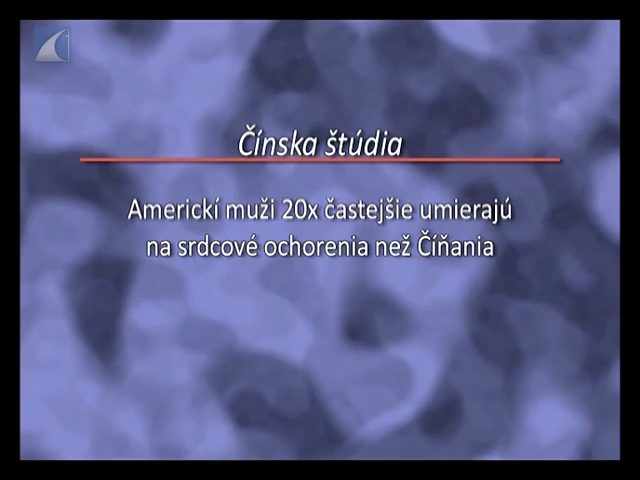 Čínska štúdia
Americkí muži 20x častejšie umierajú
na srdcové ochorenia než Číňania